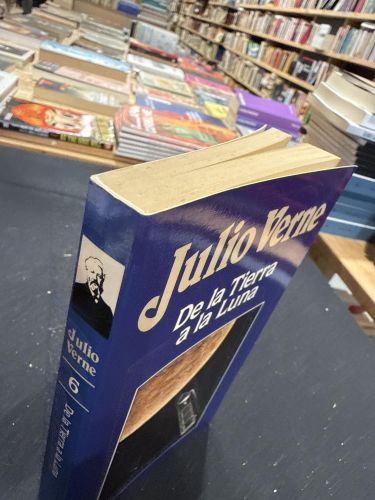 Julio Verne
De la Tierra
a la Luna
Julio
Verne
6
De la Tierra a la Luna